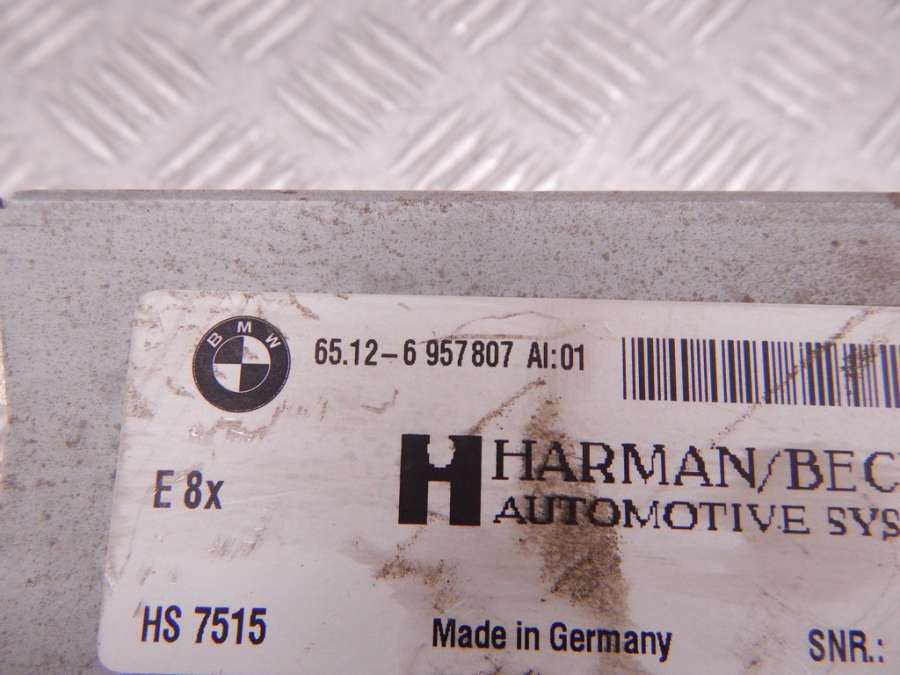 BMW
65.12-6 957807 AI:01
HARMAN/BEC
AUTOMOTIVE SYS
E 8x
HS 7515
Made in Germany
SNR.: